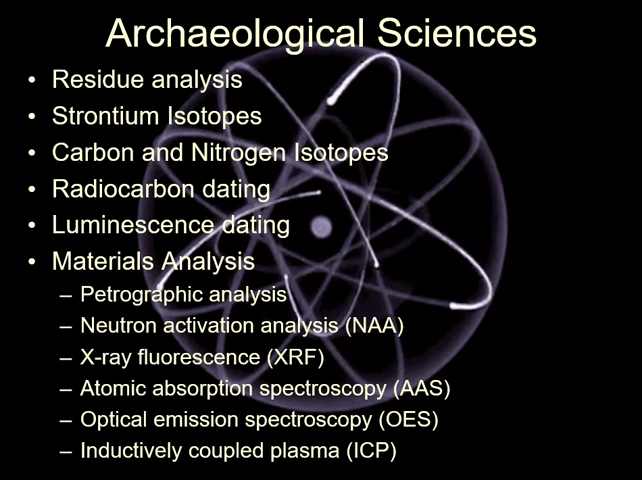 Archaeological Sciences
• Residue analysis
• Strontium Isotopes
• Carbon and Nitrogen Isotopes
• Radiocarbon dating
• Luminescence dating
• Materials Analysis
– Petrographic analysis
– Neutron activation analysis (NAA)
– X-ray fluorescence (XRF)
– Atomic absorption spectroscopy (AAS)
– Optical emission spectroscopy (OES)
– Inductively coupled plasma (ICP)